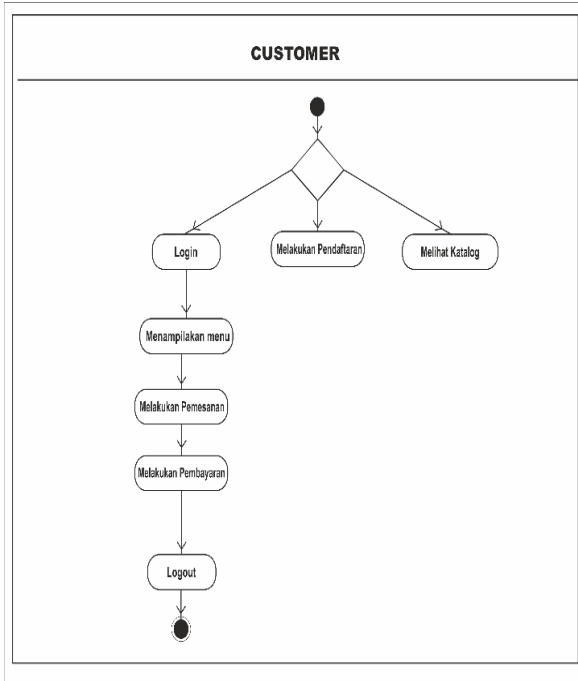 CUSTOMER
Login
Melakukan Pendaftaran
Melihat Katalog
Menampilakan menu
Melakukan Pemesanan
Melakukan Pembayaran
Logout